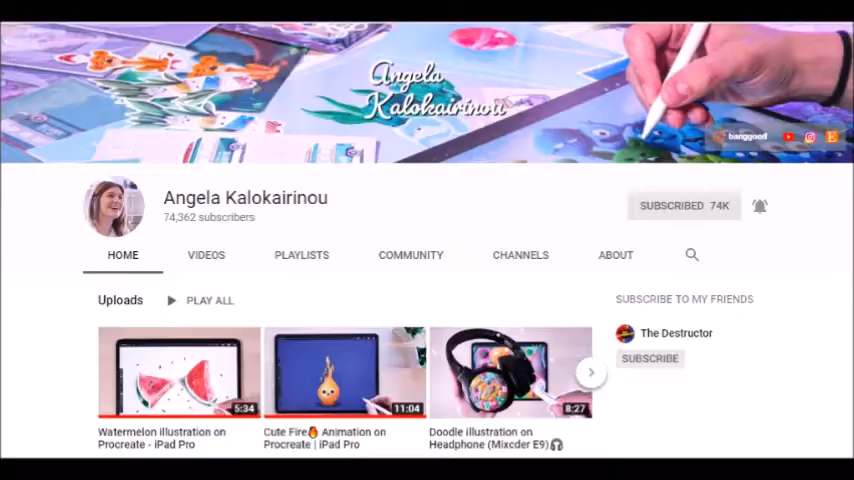 Angela
Kalokairinou
banggood
Angela Kalokairinou
74,362 subscribers
SUBSCRIBED 74K
HOME VIDEOS PLAYLISTS COMMUNITY CHANNELS ABOUT
Uploads PLAY ALL
SUBSCRIBE TO MY FRIENDS
The Destructor
SUBSCRIBE
5:34 11:04 8:27
Watermelon illustration on
Procreate - iPad Pro
Cute Fire🔥 Animation on
Procreate | iPad Pro
Doodle illustration on
Headphone (Mixcder E9)🎧